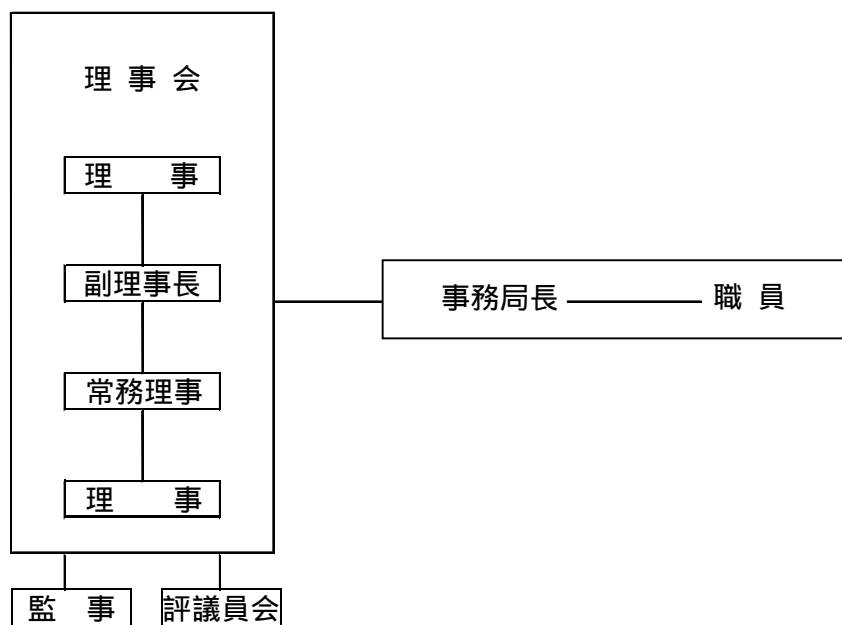 理 事 会
理 事
副理事長
事務局長 職 員
常務理事
理 事
監 事 評議員会